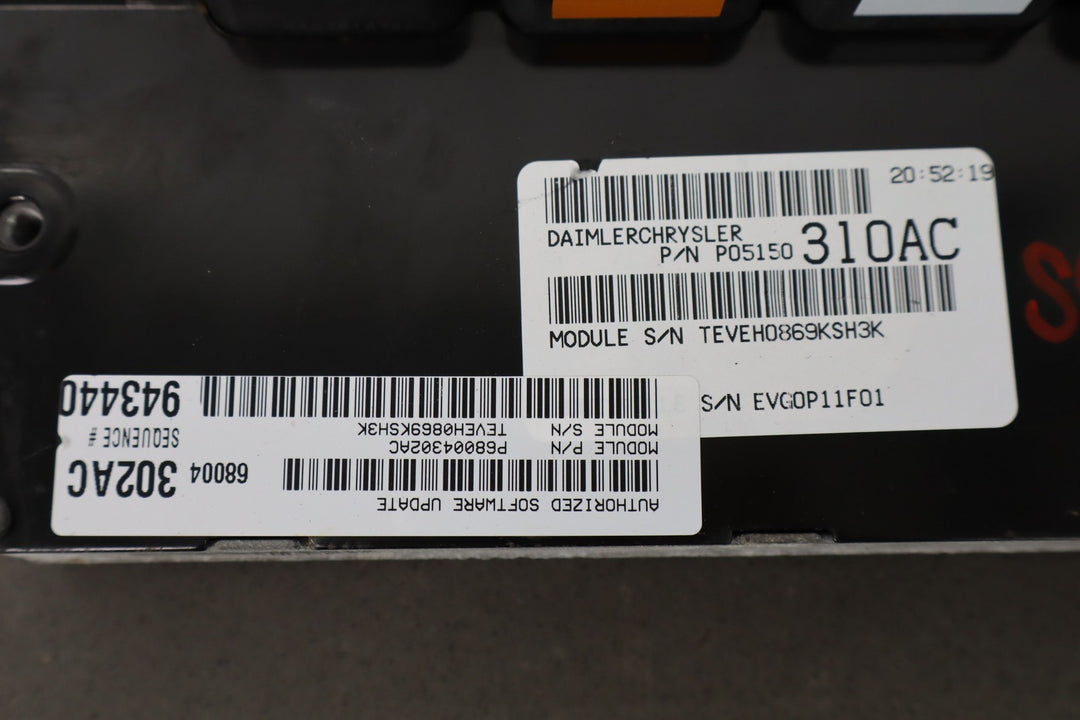 20:52:19
DAIMLERCHRYSLER
P/N P05150 310AC
MODULE S/N TEVEH0869KSH3K
S/N EVG0P11F01
AUTHORIZED SOFTWARE UPDATE
68004 302AC
MODULE P/N P68004302AC
MODULE S/N TEVEH0869KSH3K
SEQUENCE #
943440